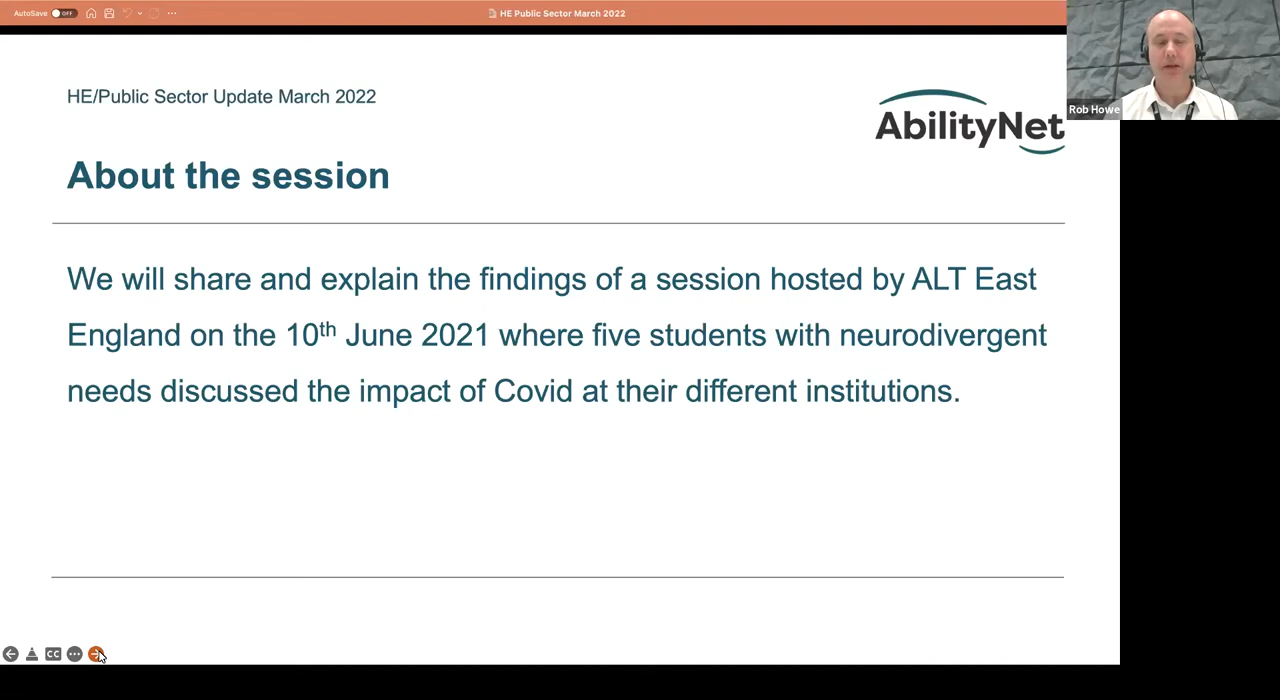 AutoSave OFF
HE Public Sector March 2022
Rob Howe
HE/Public Sector Update March 2022
AbilityNet
About the session
We will share and explain the findings of a session hosted by ALT East
England on the 10th June 2021 where five students with neurodivergent
needs discussed the impact of Covid at their different institutions.
CC